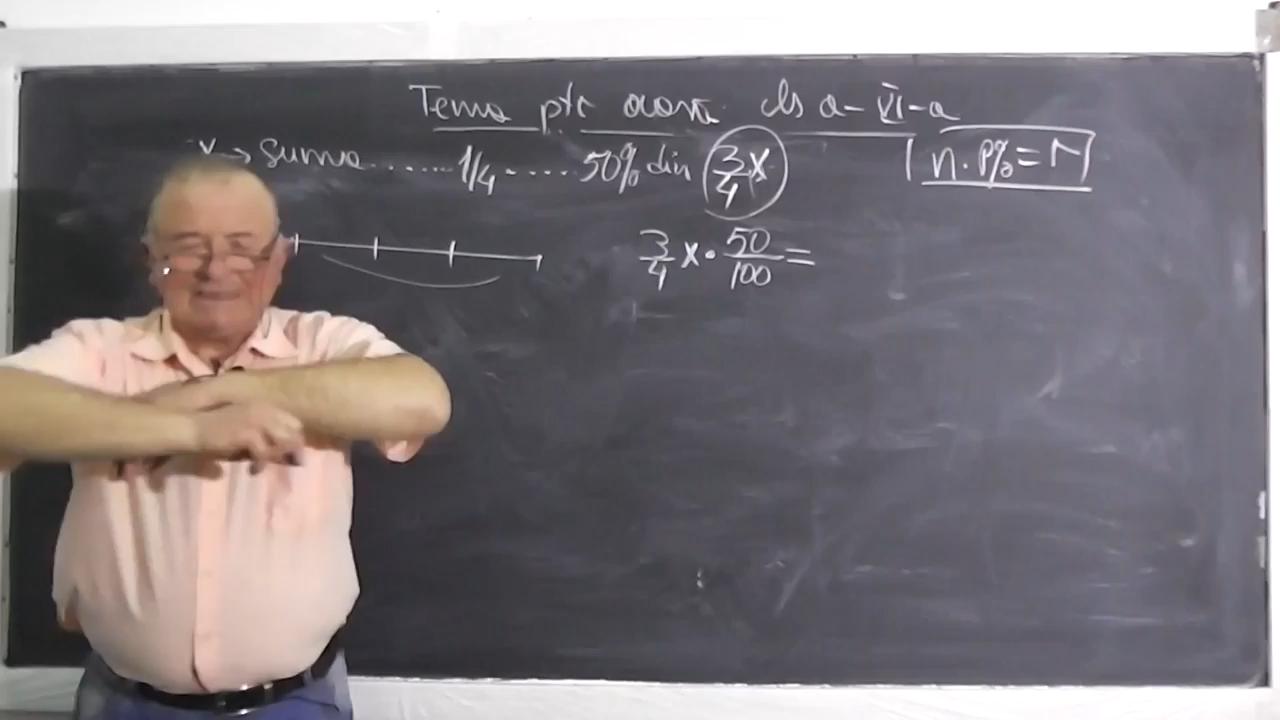 Tema ptr acasă cls a-VI-a
x → suma ....... 1/4 ...... 50% din 3/4 x
n · p% = r
3/4 x · 50/100 =